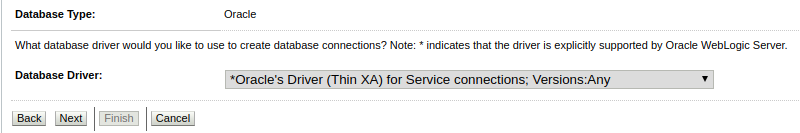 Database Type: Oracle
What database driver would you like to use to create database connections? Note: * indicates that the driver is explicitly supported by Oracle WebLogic Server.
Database Driver: *Oracle's Driver (Thin XA) for Service connections; Versions:Any
Back Next Finish Cancel